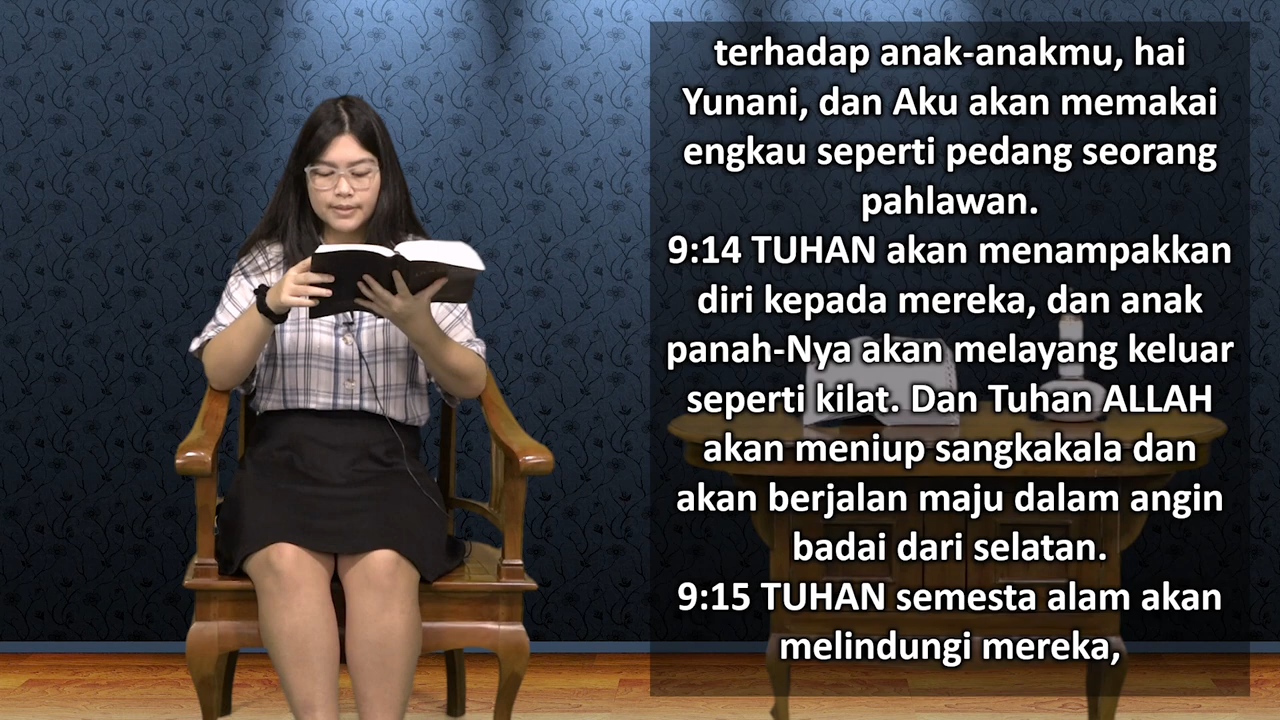 terhadap anak-anakmu, hai
Yunani, dan Aku akan memakai
engkau seperti pedang seorang
pahlawan.
9:14 TUHAN akan menampakkan
diri kepada mereka, dan anak
panah-Nya akan melayang keluar
seperti kilat. Dan Tuhan ALLAH
akan meniup sangkakala dan
akan berjalan maju dalam angin
badai dari selatan.
9:15 TUHAN semesta alam akan
melindungi mereka,